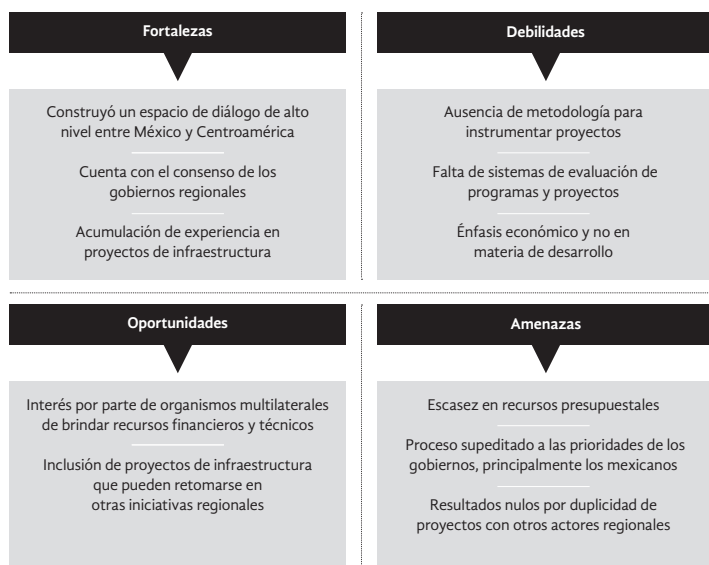 Fortalezas
Construyó un espacio de diálogo de alto
nivel entre México y Centroamérica
Cuenta con el consenso de los
gobiernos regionales
Acumulación de experiencia en
proyectos de infraestructura
Debilidades
Ausencia de metodología para
instrumentar proyectos
Falta de sistemas de evaluación de
programas y proyectos
Énfasis económico y no en
materia de desarrollo
Oportunidades
Interés por parte de organismos multilaterales
de brindar recursos financieros y técnicos
Inclusión de proyectos de infraestructura
que pueden retomarse en
otras iniciativas regionales
Amenazas
Escasez en recursos presupuestales
Proceso supeditado a las prioridades de los
gobiernos, principalmente los mexicanos
Resultados nulos por duplicidad de
proyectos con otros actores regionales